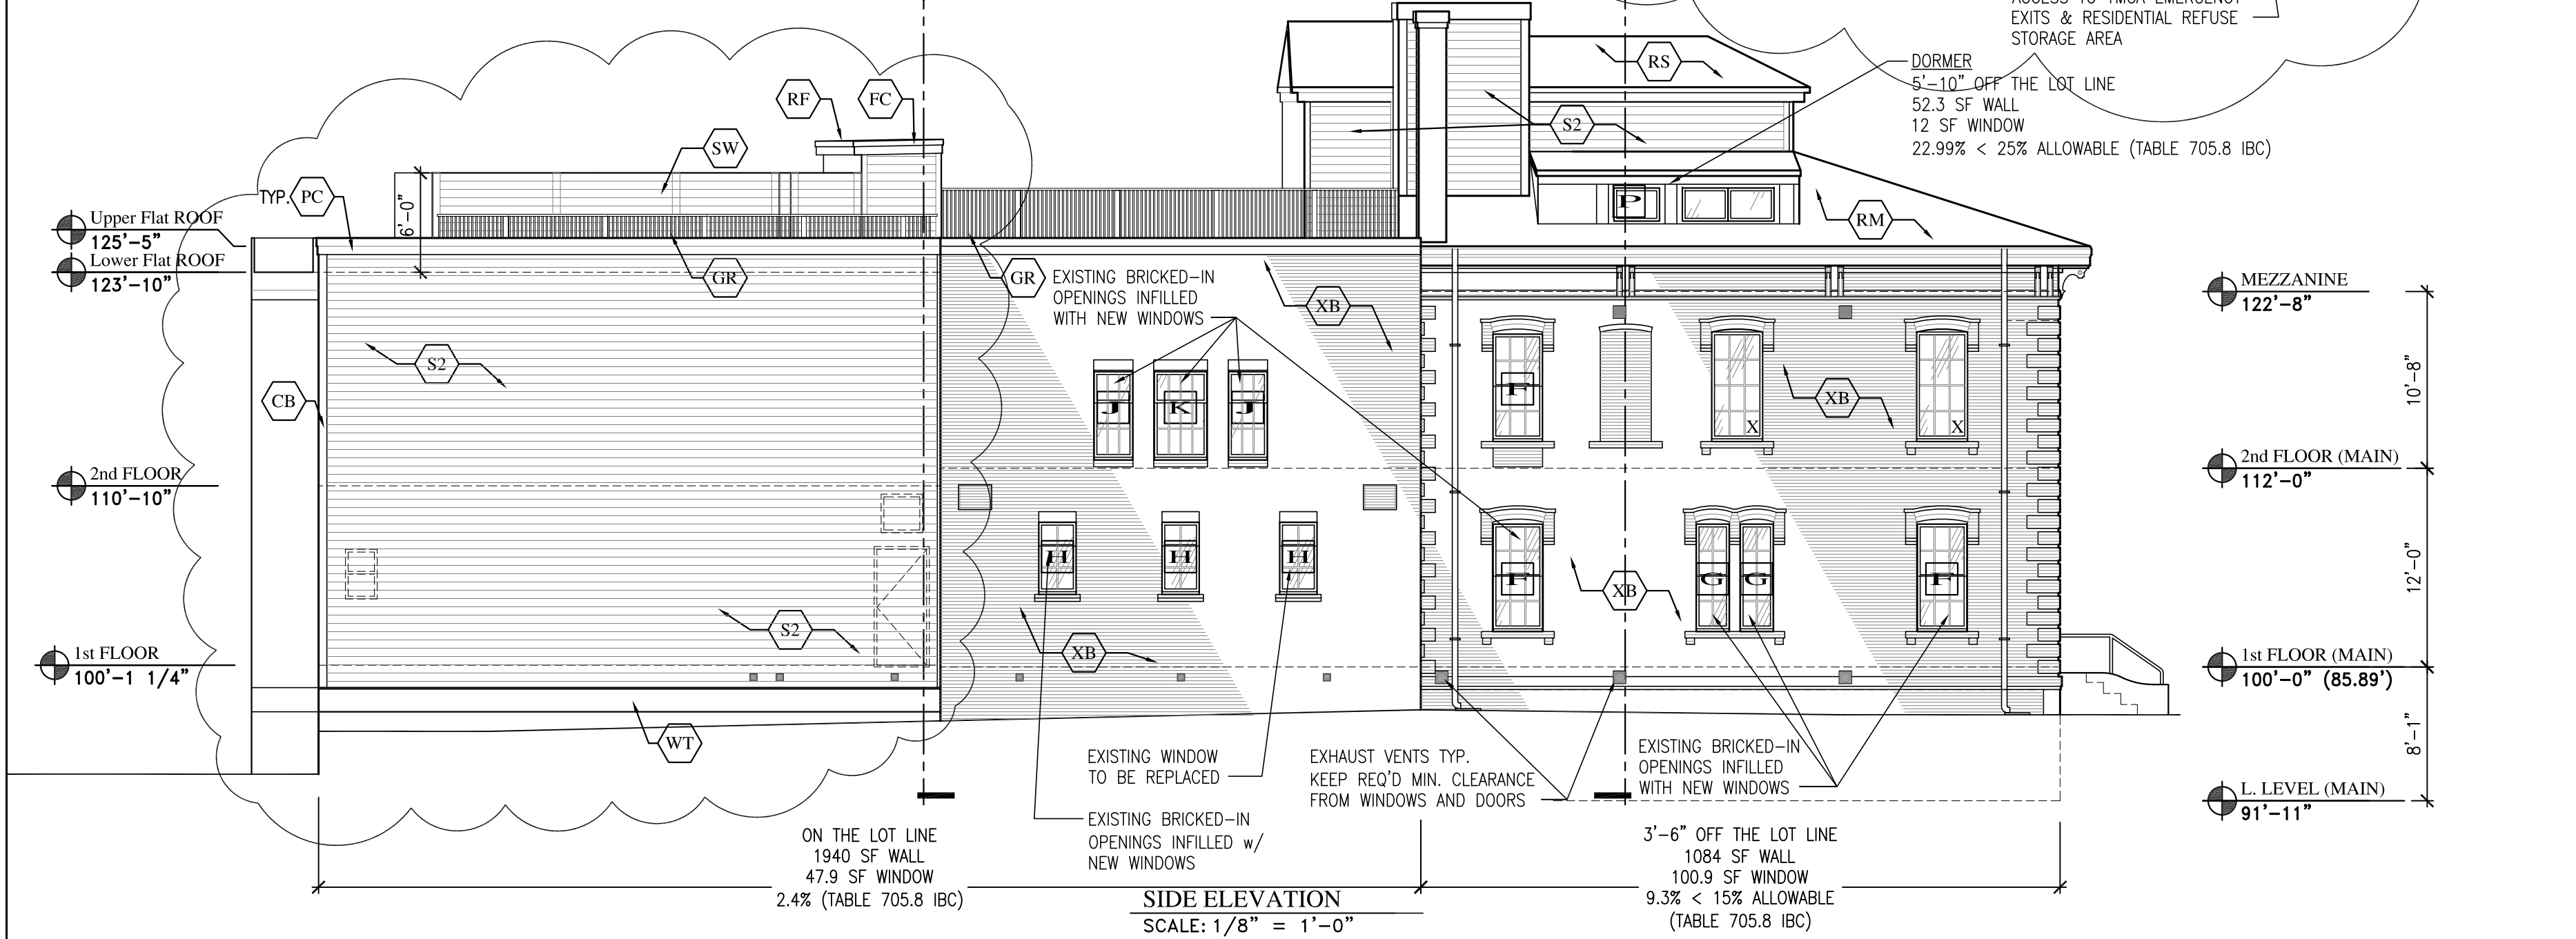 ACCESS TO YMCA EMERGENCY
EXITS & RESIDENTIAL REFUSE
STORAGE AREA
DORMER
5'-10" OFF THE LOT LINE
52.3 SF WALL
12 SF WINDOW
22.99% < 25% ALLOWABLE (TABLE 705.8 IBC)
RS
S2
P
RM
RF
FC
SW
TYP.
PC
6'-0"
GR
GR
Upper Flat ROOF
125'-5"
Lower Flat ROOF
123'-10"
EXISTING BRICKED-IN
OPENINGS INFILLED
WITH NEW WINDOWS
XB
MEZZANINE
122'-8"
S2
CB
J
K
J
F
X
XB
X
10'-8"
2nd FLOOR
110'-10"
2nd FLOOR (MAIN)
112'-0"
H
H
H
F
G
G
F
XB
12'-0"
S2
XB
1st FLOOR
100'-1 1/4"
1st FLOOR (MAIN)
100'-0" (85.89')
WT
8'-1"
EXISTING WINDOW
TO BE REPLACED
EXHAUST VENTS TYP.
KEEP REQ'D MIN. CLEARANCE
FROM WINDOWS AND DOORS
EXISTING BRICKED-IN
OPENINGS INFILLED
WITH NEW WINDOWS
L. LEVEL (MAIN)
91'-11"
EXISTING BRICKED-IN
OPENINGS INFILLED w/
NEW WINDOWS
ON THE LOT LINE
1940 SF WALL
47.9 SF WINDOW
2.4% (TABLE 705.8 IBC)
3'-6" OFF THE LOT LINE
1084 SF WALL
100.9 SF WINDOW
9.3% < 15% ALLOWABLE
(TABLE 705.8 IBC)
SIDE ELEVATION
SCALE: 1/8" = 1'-0"